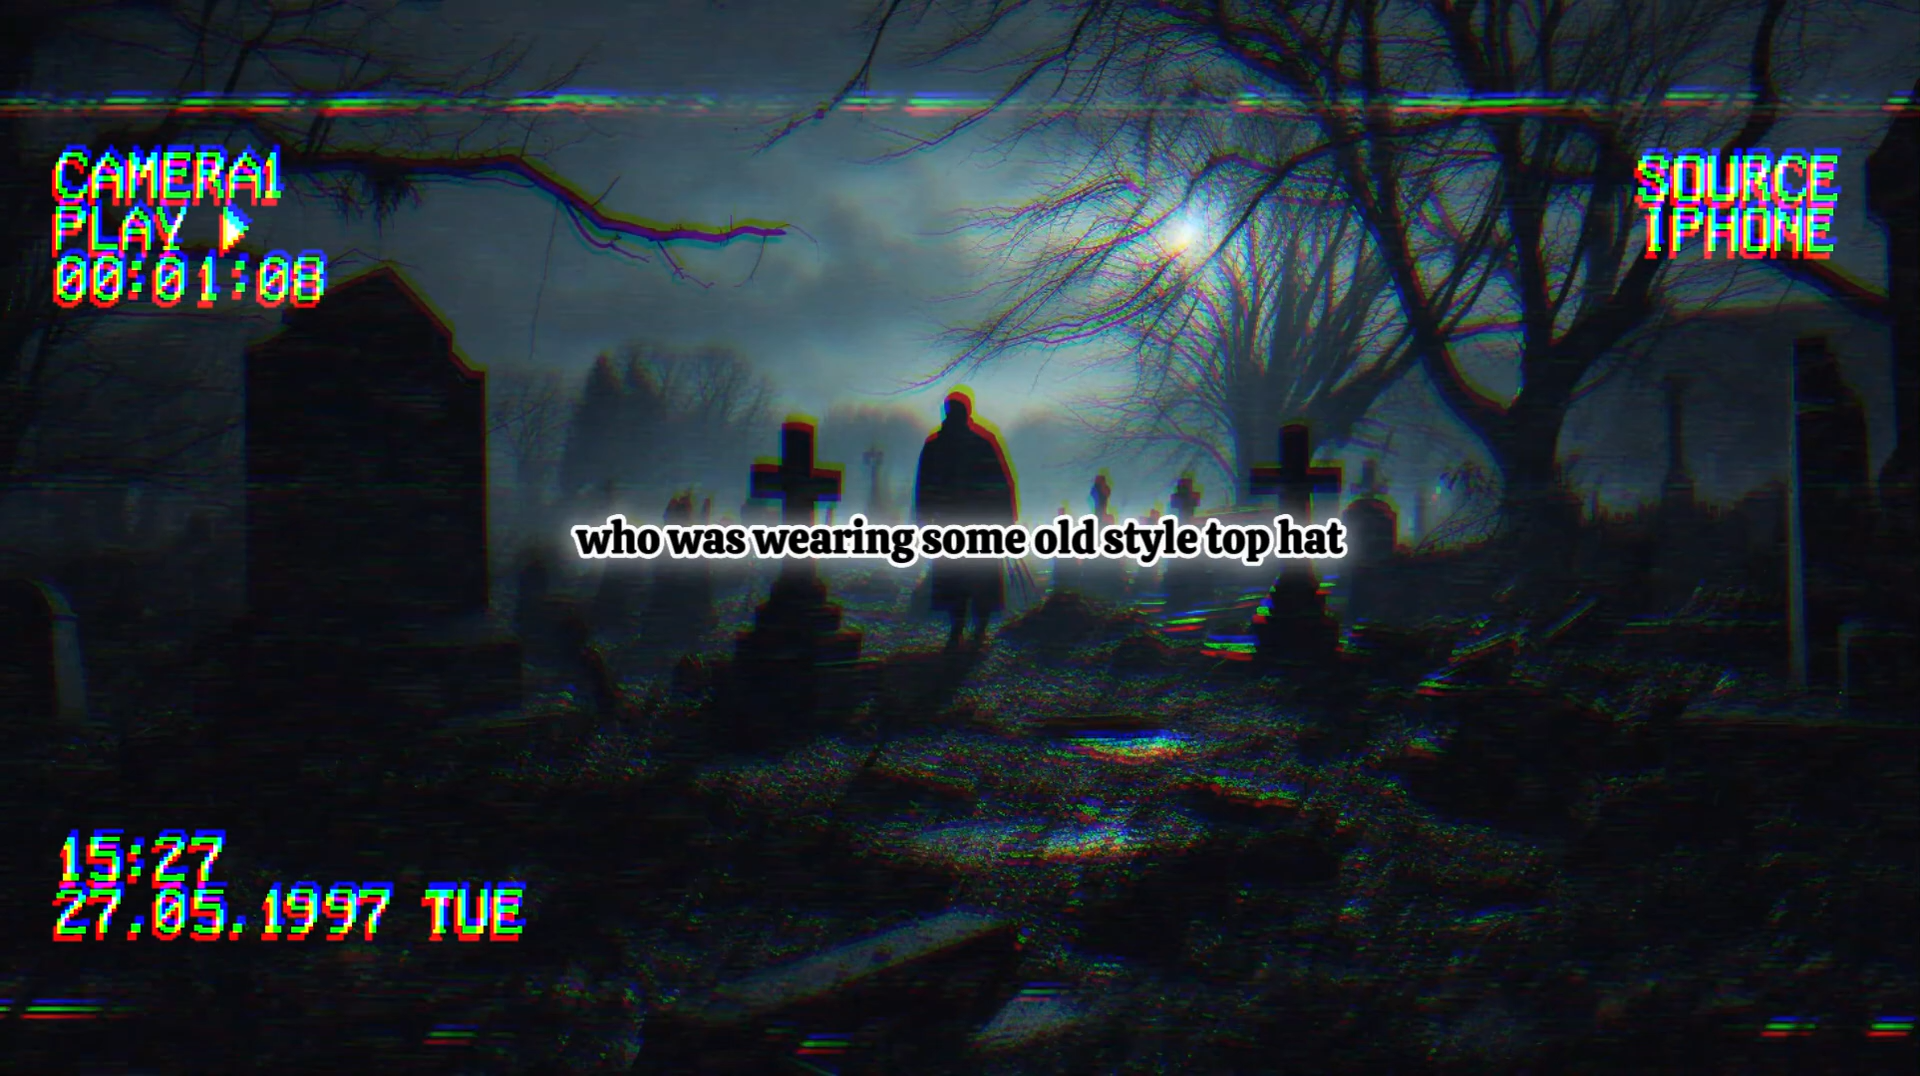 CAMERA1
PLAY
00:01:08
SOURCE
IPHONE
who was wearing some old style top hat
15:27
27.05.1997 TUE